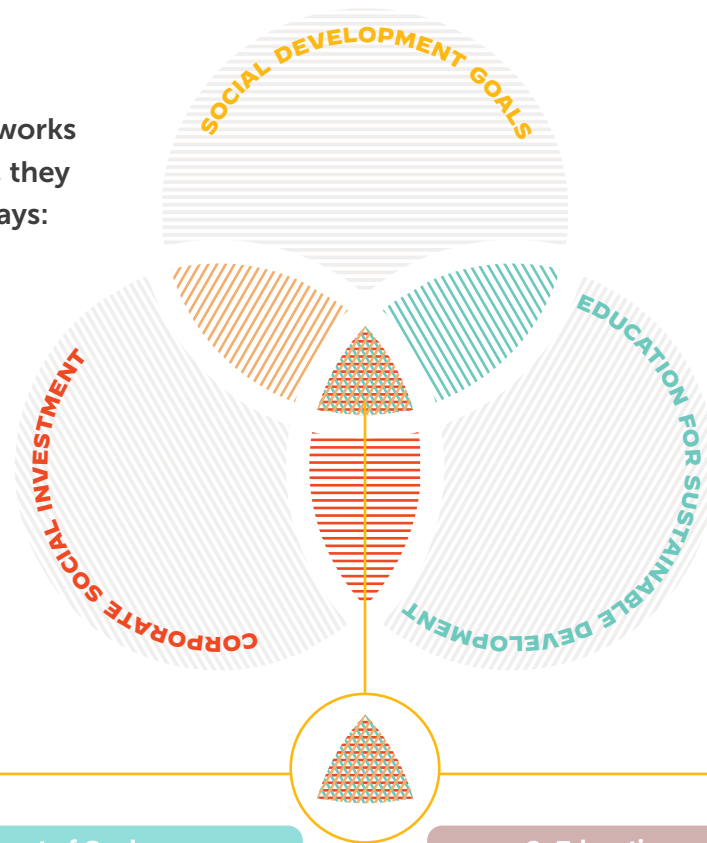 SOCIAL DEVELOPMENT GOALS
works
they
ays:
EDUCATION FOR SUSTAINABLE DEVELOPMENT
CORPORATE SOCIAL INVESTMENT